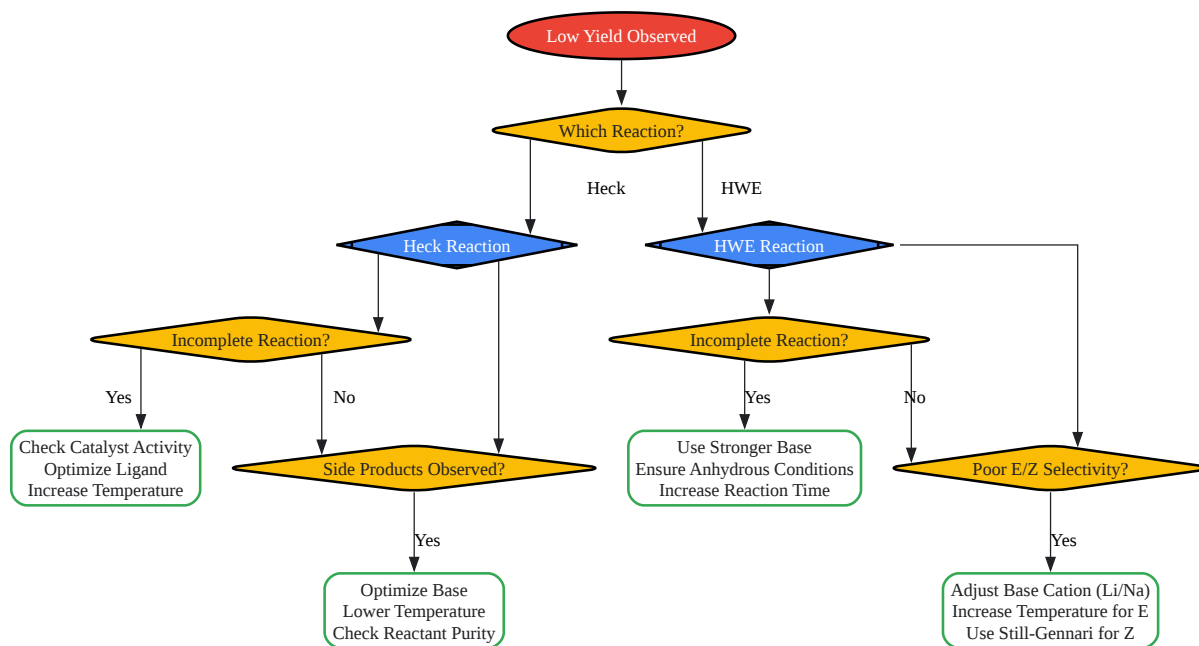 Low Yield Observed
Which Reaction?
Heck
HWE
Heck Reaction
HWE Reaction
Incomplete Reaction?
Incomplete Reaction?
Yes
No
Yes
No
Check Catalyst Activity
Optimize Ligand
Increase Temperature
Side Products Observed?
Use Stronger Base
Ensure Anhydrous Conditions
Increase Reaction Time
Poor E/Z Selectivity?
Yes
Yes
Optimize Base
Lower Temperature
Check Reactant Purity
Adjust Base Cation (Li/Na)
Increase Temperature for E
Use Still-Gennari for Z